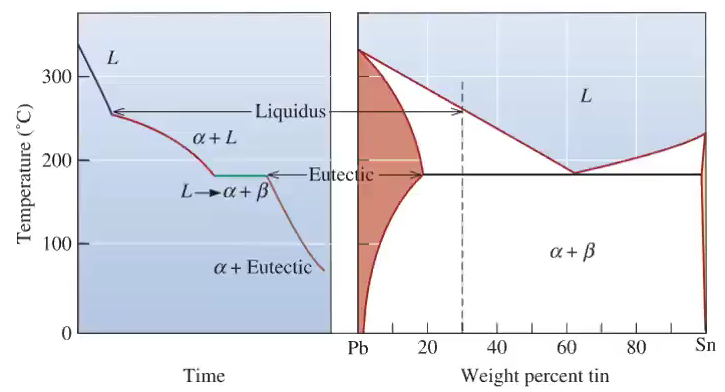 L
300
Liquidus
L
α + L
Temperature (°C)
200
Eutectic
L→α + β
100
α + β
α + Eutectic
0
Pb
20
40
60
80
Sn
Time
Weight percent tin